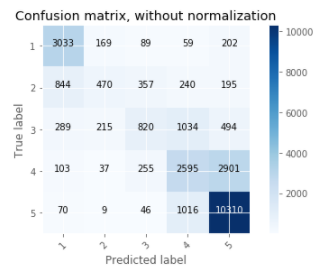 Confusion matrix, without normalization
1 3033 169 89 59 202
2 844 470 357 240 195
3 289 215 820 1034 494
4 103 37 255 2595 2901
5 70 9 46 1016 10310
1 2 3 4 5
True label
Predicted label
10000
8000
6000
4000
2000